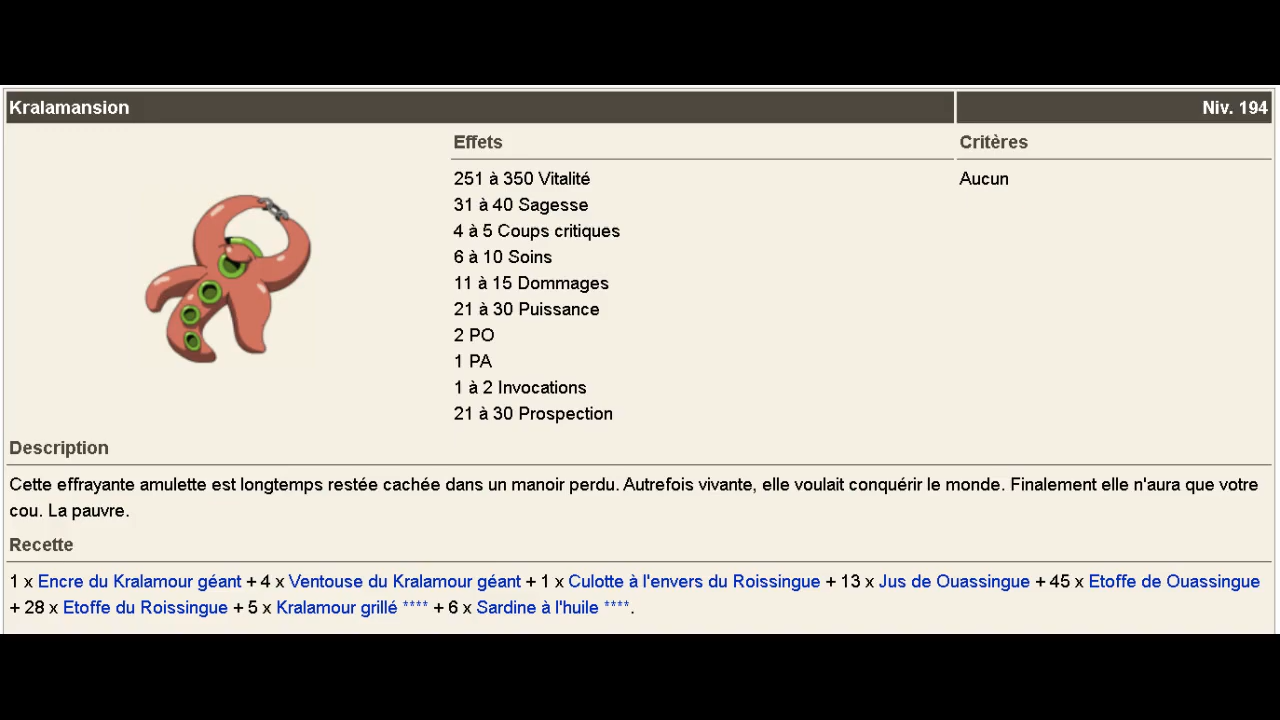 Kralamansion Niv. 194
Effets Critères
251 à 350 Vitalité Aucun
31 à 40 Sagesse
4 à 5 Coups critiques
6 à 10 Soins
11 à 15 Dommages
21 à 30 Puissance
2 PO
1 PA
1 à 2 Invocations
21 à 30 Prospection
Description
Cette effrayante amulette est longtemps restée cachée dans un manoir perdu. Autrefois vivante, elle voulait conquérir le monde. Finalement elle n'aura que votre
cou. La pauvre.
Recette
1 x Encre du Kralamour géant + 4 x Ventouse du Kralamour géant + 1 x Culotte à l'envers du Roissingue + 13 x Jus de Ouassingue + 45 x Etoffe de Ouassingue
+ 28 x Etoffe du Roissingue + 5 x Kralamour grillé **** + 6 x Sardine à l'huile ****.